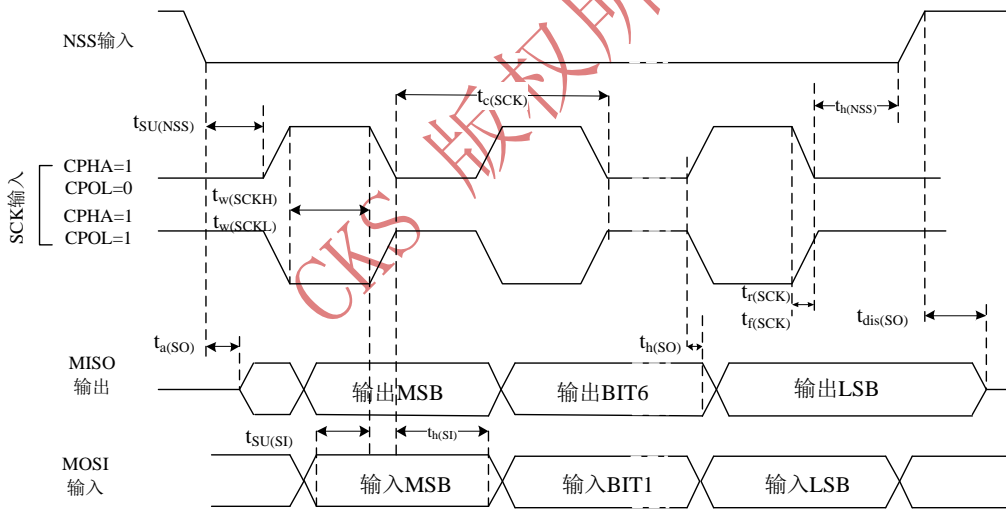 NSS输入
tc(SCK)
th(NSS)
tSU(NSS)
SCK输入
CPHA=1
CPOL=0
CPHA=1
CPOL=1
tw(SCKH)
tw(SCKL)
CKS 版权所
tr(SCK)
tf(SCK)
tdis(SO)
ta(SO)
th(SO)
MISO
输出
输出MSB
输出BIT6
输出LSB
tSU(SI)
th(SI)
MOSI
输入
输入MSB
输入BIT1
输入LSB